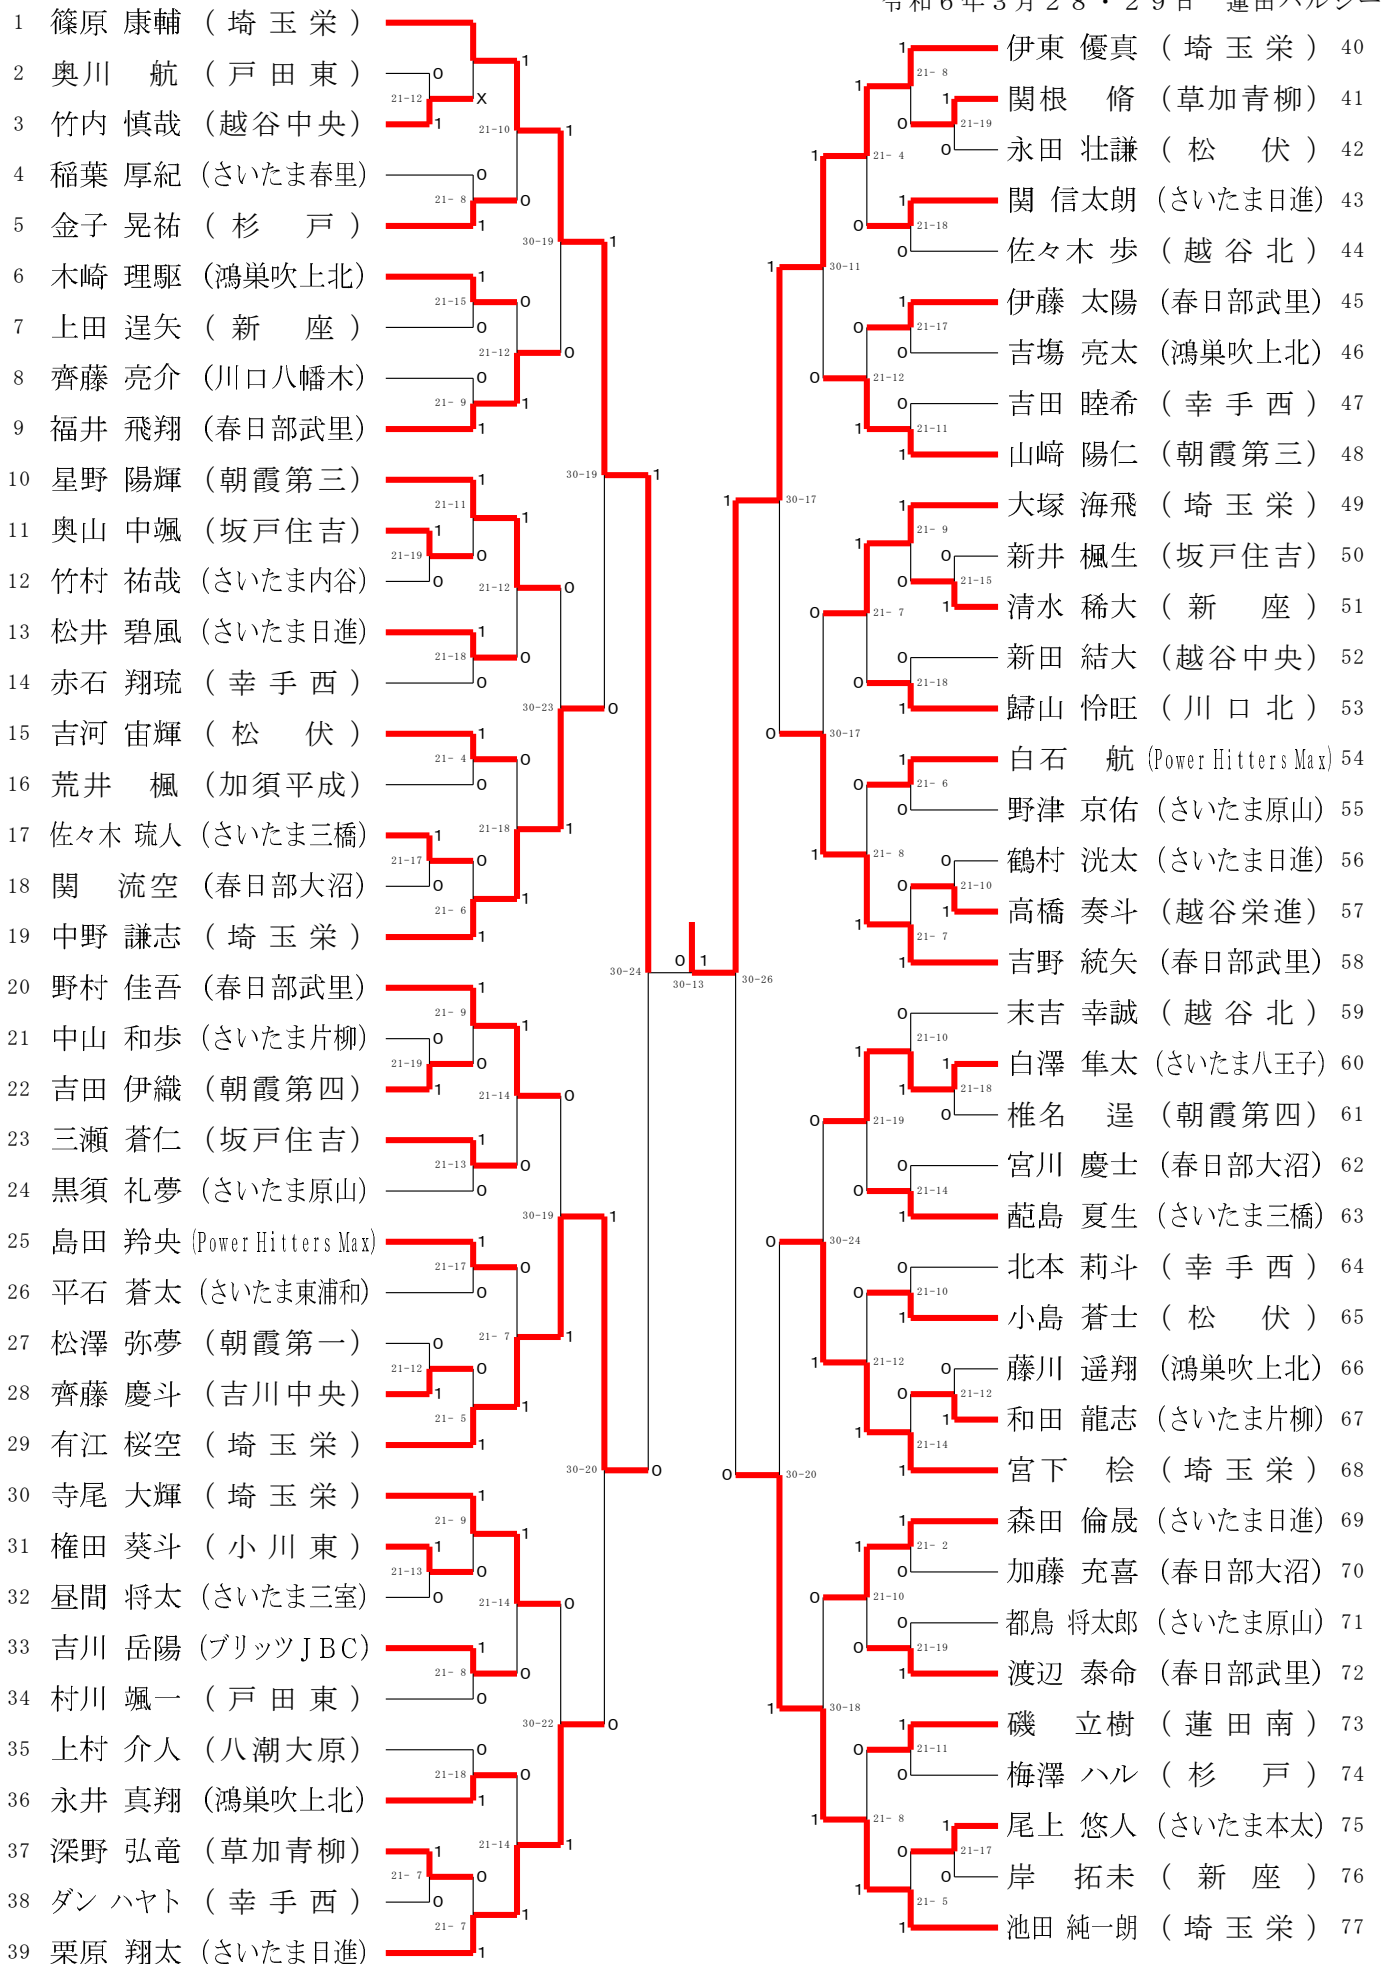 令和６年３月２８・２９日 蓮田パルシー
1 篠原 康輔 ( 埼 玉 栄 )
2 奥川 航 ( 戸 田 東 )
3 竹内 慎哉 (越谷中央)
4 稲葉 厚紀 (さいたま春里)
5 金子 晃祐 ( 杉 戸 )
6 木崎 理駆 (鴻巣吹上北)
7 上田 逞矢 ( 新 座 )
8 齊藤 亮介 (川口八幡木)
9 福井 飛翔 (春日部武里)
10 星野 陽輝 (朝霞第三)
11 奥山 中颯 (坂戸住吉)
12 竹村 祐哉 (さいたま内谷)
13 松井 碧風 (さいたま日進)
14 赤石 翔琉 ( 幸 手 西 )
15 吉河 宙輝 ( 松 伏 )
16 荒井 楓 (加須平成)
17 佐々木 琉人 (さいたま三橋)
18 関 流空 (春日部大沼)
19 中野 謙志 ( 埼 玉 栄 )
20 野村 佳吾 (春日部武里)
21 中山 和歩 (さいたま片柳)
22 吉田 伊織 (朝霞第四)
23 三瀬 蒼仁 (坂戸住吉)
24 黒須 礼夢 (さいたま原山)
25 島田 羚央 (Power Hitters Max)
26 平石 蒼太 (さいたま東浦和)
27 松澤 弥夢 (朝霞第一)
28 齊藤 慶斗 (吉川中央)
29 有江 桜空 ( 埼 玉 栄 )
30 寺尾 大輝 ( 埼 玉 栄 )
31 権田 葵斗 ( 小 川 東 )
32 昼間 将太 (さいたま三室)
33 吉川 岳陽 (ブリッツＪＢＣ)
34 村川 颯一 ( 戸 田 東 )
35 上村 介人 (八潮大原)
36 永井 真翔 (鴻巣吹上北)
37 深野 弘竜 (草加青柳)
38 ダン ハヤト ( 幸 手 西 )
39 栗原 翔太 (さいたま日進)
伊東 優真 ( 埼 玉 栄 ) 40
関根 脩 (草加青柳) 41
永田 壮謙 ( 松 伏 ) 42
関 信太朗 (さいたま日進) 43
佐々木 歩 ( 越 谷 北 ) 44
伊藤 太陽 (春日部武里) 45
吉塲 亮太 (鴻巣吹上北) 46
吉田 睦希 ( 幸 手 西 ) 47
山﨑 陽仁 (朝霞第三) 48
大塚 海飛 ( 埼 玉 栄 ) 49
新井 楓生 (坂戸住吉) 50
清水 稀大 ( 新 座 ) 51
新田 結大 (越谷中央) 52
歸山 怜旺 ( 川 口 北 ) 53
白石 航 (Power Hitters Max) 54
野津 京佑 (さいたま原山) 55
鶴村 洸太 (さいたま日進) 56
高橋 奏斗 (越谷栄進) 57
吉野 統矢 (春日部武里) 58
末吉 幸誠 ( 越 谷 北 ) 59
白澤 隼太 (さいたま八王子) 60
椎名 逞 (朝霞第四) 61
宮川 慶士 (春日部大沼) 62
蓜島 夏生 (さいたま三橋) 63
北本 莉斗 ( 幸 手 西 ) 64
小島 蒼士 ( 松 伏 ) 65
藤川 遥翔 (鴻巣吹上北) 66
和田 龍志 (さいたま片柳) 67
宮下 桧 ( 埼 玉 栄 ) 68
森田 倫晟 (さいたま日進) 69
加藤 充喜 (春日部大沼) 70
都鳥 将太郎 (さいたま原山) 71
渡辺 泰命 (春日部武里) 72
磯 立樹 ( 蓮 田 南 ) 73
梅澤 ハル ( 杉 戸 ) 74
尾上 悠人 (さいたま本太) 75
岸 拓未 ( 新 座 ) 76
池田 純一朗 ( 埼 玉 栄 ) 77